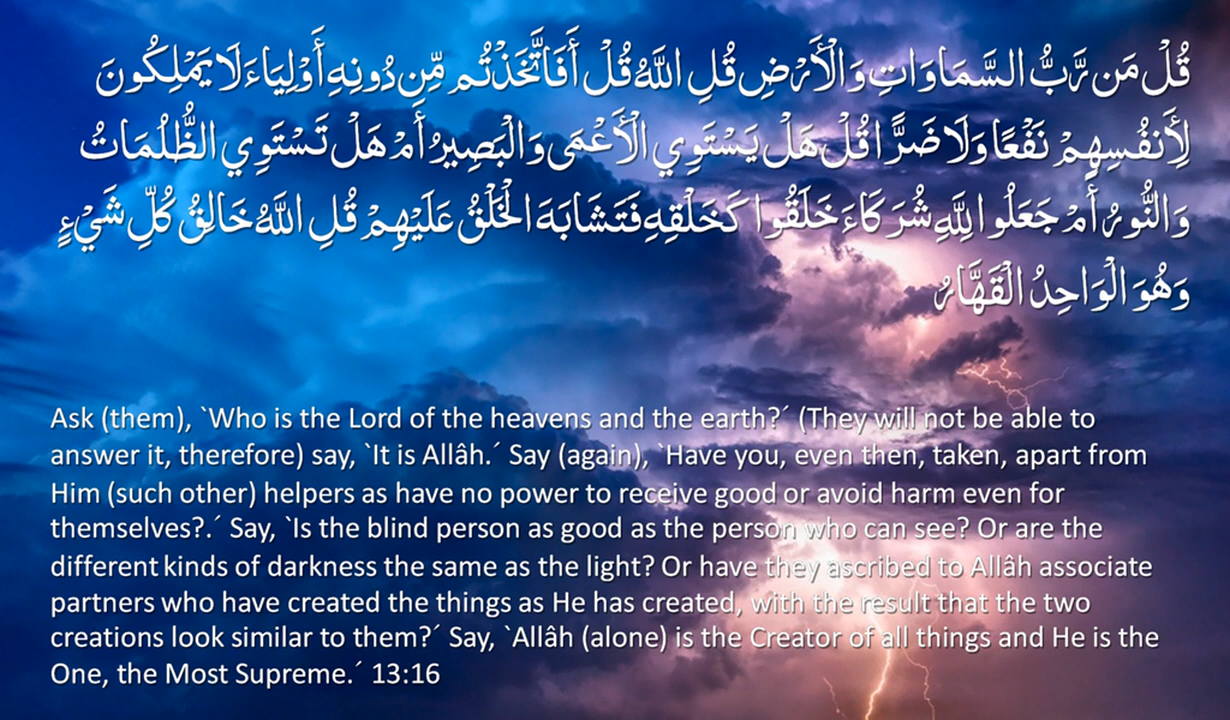 قُلْ مَن رَّبُّ السَّمَاوَاتِ وَالْأَرْضِ قُلِ اللَّهُ قُلْ أَفَاتَّخَذْتُم مِّن دُونِهِ أَوْلِيَاءَ لَا يَمْلِكُونَ
لِأَنفُسِهِمْ نَفْعًا وَلَا ضَرًّا قُلْ هَلْ يَسْتَوِي الْأَعْمَى وَالْبَصِيرُ أَمْ هَلْ تَسْتَوِي الظُّلُمَاتُ
وَالنُّورُ أَمْ جَعَلُوا لِلَّهِ شُرَكَاءَ خَلَقُوا كَخَلْقِهِ فَتَشَابَهَ الْخَلْقُ عَلَيْهِمْ قُلِ اللَّهُ خَالِقُ كُلِّ شَيْءٍ
وَهُوَ الْوَاحِدُ الْقَهَّارُ
Ask (them), `Who is the Lord of the heavens and the earth?´ (They will not be able to
answer it, therefore) say, `It is Allâh.´ Say (again), `Have you, even then, taken, apart from
Him (such other) helpers as have no power to receive good or avoid harm even for
themselves?.´ Say, `Is the blind person as good as the person who can see? Or are the
different kinds of darkness the same as the light? Or have they ascribed to Allâh associate
partners who have created the things as He has created, with the result that the two
creations look similar to them?´ Say, `Allâh (alone) is the Creator of all things and He is the
One, the Most Supreme.´ 13:16